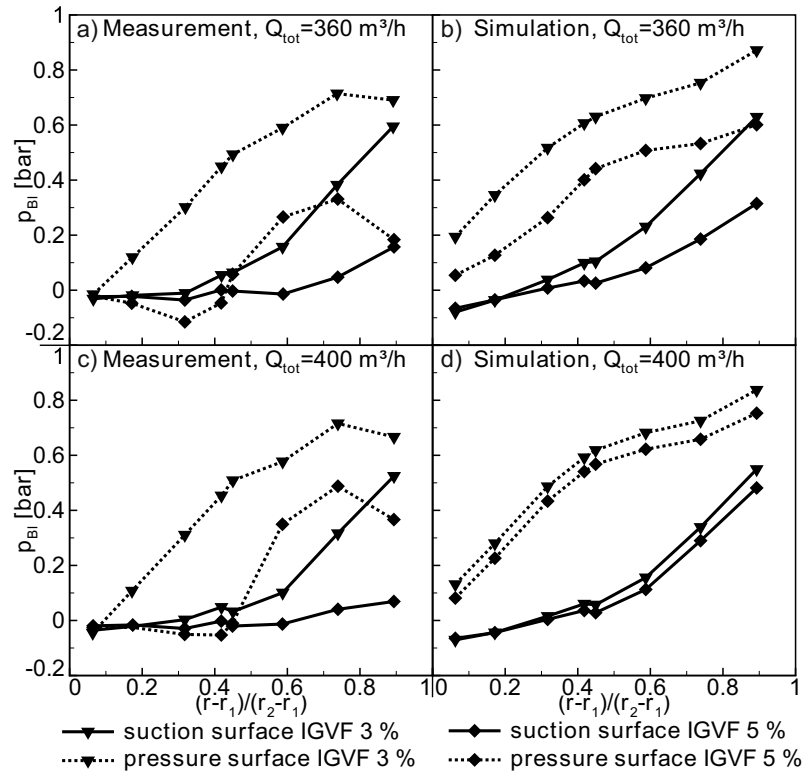 a) Measurement, Q_tot=360 m³/h
b) Simulation, Q_tot=360 m³/h
p_Bl [bar]
1
0.8
0.6
0.4
0.2
0
-0.2
c) Measurement, Q_tot=400 m³/h
d) Simulation, Q_tot=400 m³/h
p_Bl [bar]
1
0.8
0.6
0.4
0.2
0
-0.2
0 0.2 0.4 0.6 0.8 1
0.2 0.4 0.6 0.8 1
(r-r_1)/(r_2-r_1)
(r-r_1)/(r_2-r_1)
suction surface IGVF 3 %
suction surface IGVF 5 %
pressure surface IGVF 3 %
pressure surface IGVF 5 %